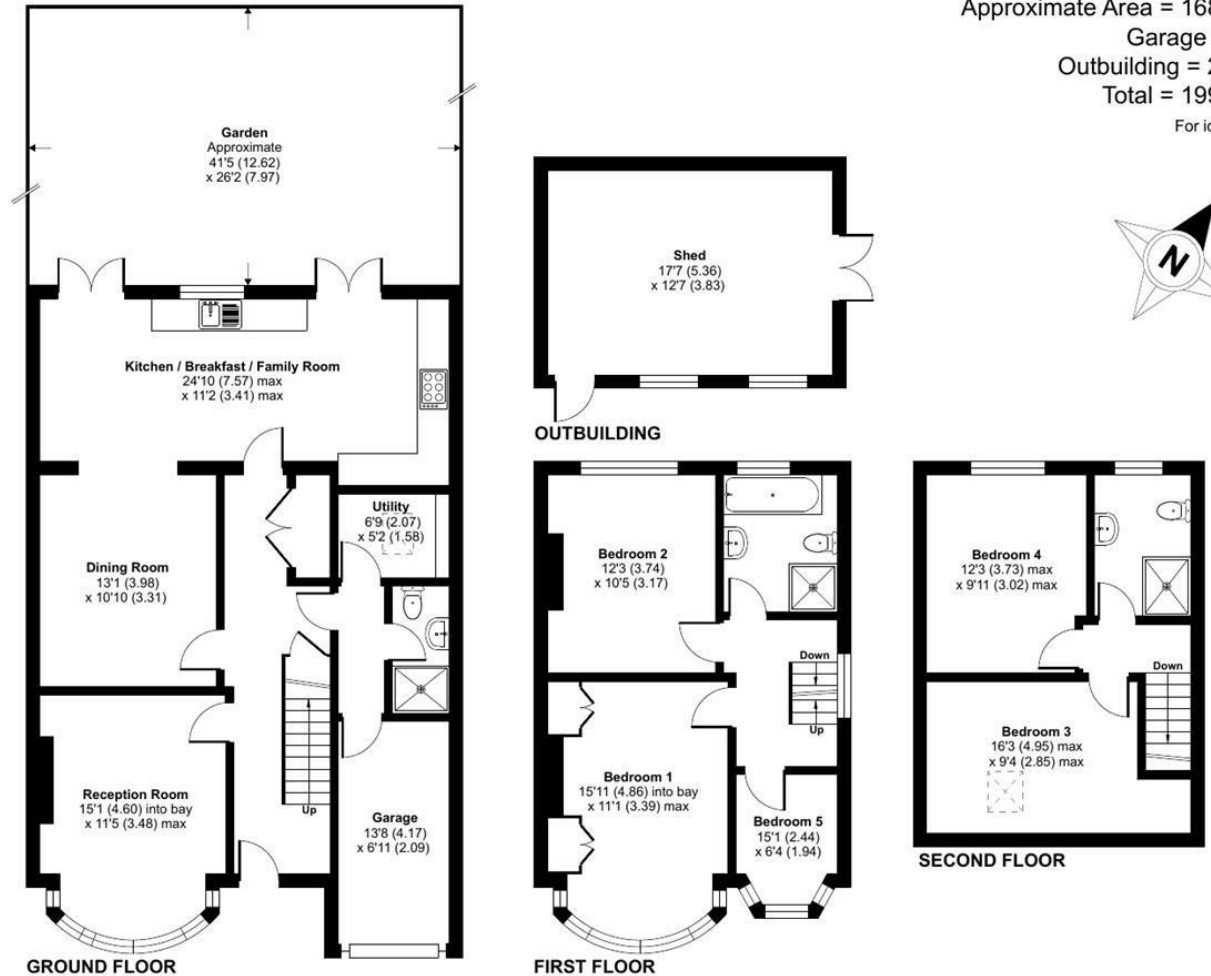 Approximate Area = 168
Garage
Outbuilding = 2
Total = 199
For id
N
Garden
Approximate
41'5 (12.62)
x 26'2 (7.97)
Kitchen / Breakfast / Family Room
24'10 (7.57) max
x 11'2 (3.41) max
Utility
6'9 (2.07)
x 5'2 (1.58)
Dining Room
13'1 (3.98)
x 10'10 (3.31)
Reception Room
15'1 (4.60) into bay
x 11'5 (3.48) max
Up
Garage
13'8 (4.17)
x 6'11 (2.09)
GROUND FLOOR
Shed
17'7 (5.36)
x 12'7 (3.83)
OUTBUILDING
Bedroom 2
12'3 (3.74)
x 10'5 (3.17)
Down
Up
Bedroom 1
15'11 (4.86) into bay
x 11'1 (3.39) max
Bedroom 5
15'1 (2.44)
x 6'4 (1.94)
FIRST FLOOR
Bedroom 4
12'3 (3.73) max
x 9'11 (3.02) max
Down
Bedroom 3
16'3 (4.95) max
x 9'4 (2.85) max
SECOND FLOOR